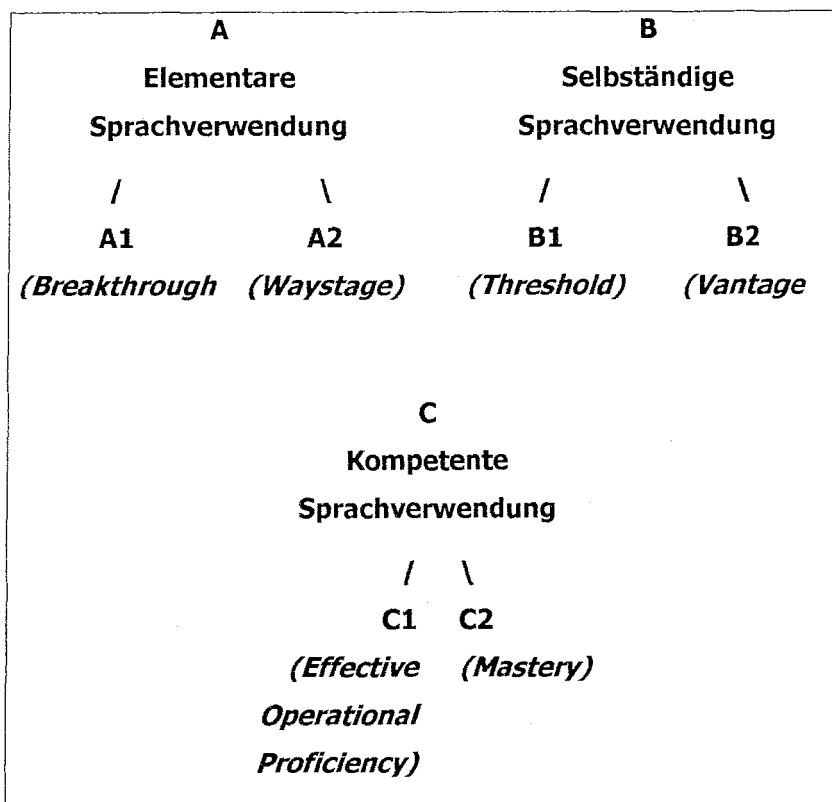 A B
Elementare Selbständige
Sprachverwendung Sprachverwendung
/ \ / \
A1 A2 B1 B2
(Breakthrough (Waystage) (Threshold) (Vantage
C
Kompetente
Sprachverwendung
/ \
C1 C2
(Effective (Mastery)
Operational
Proficiency)